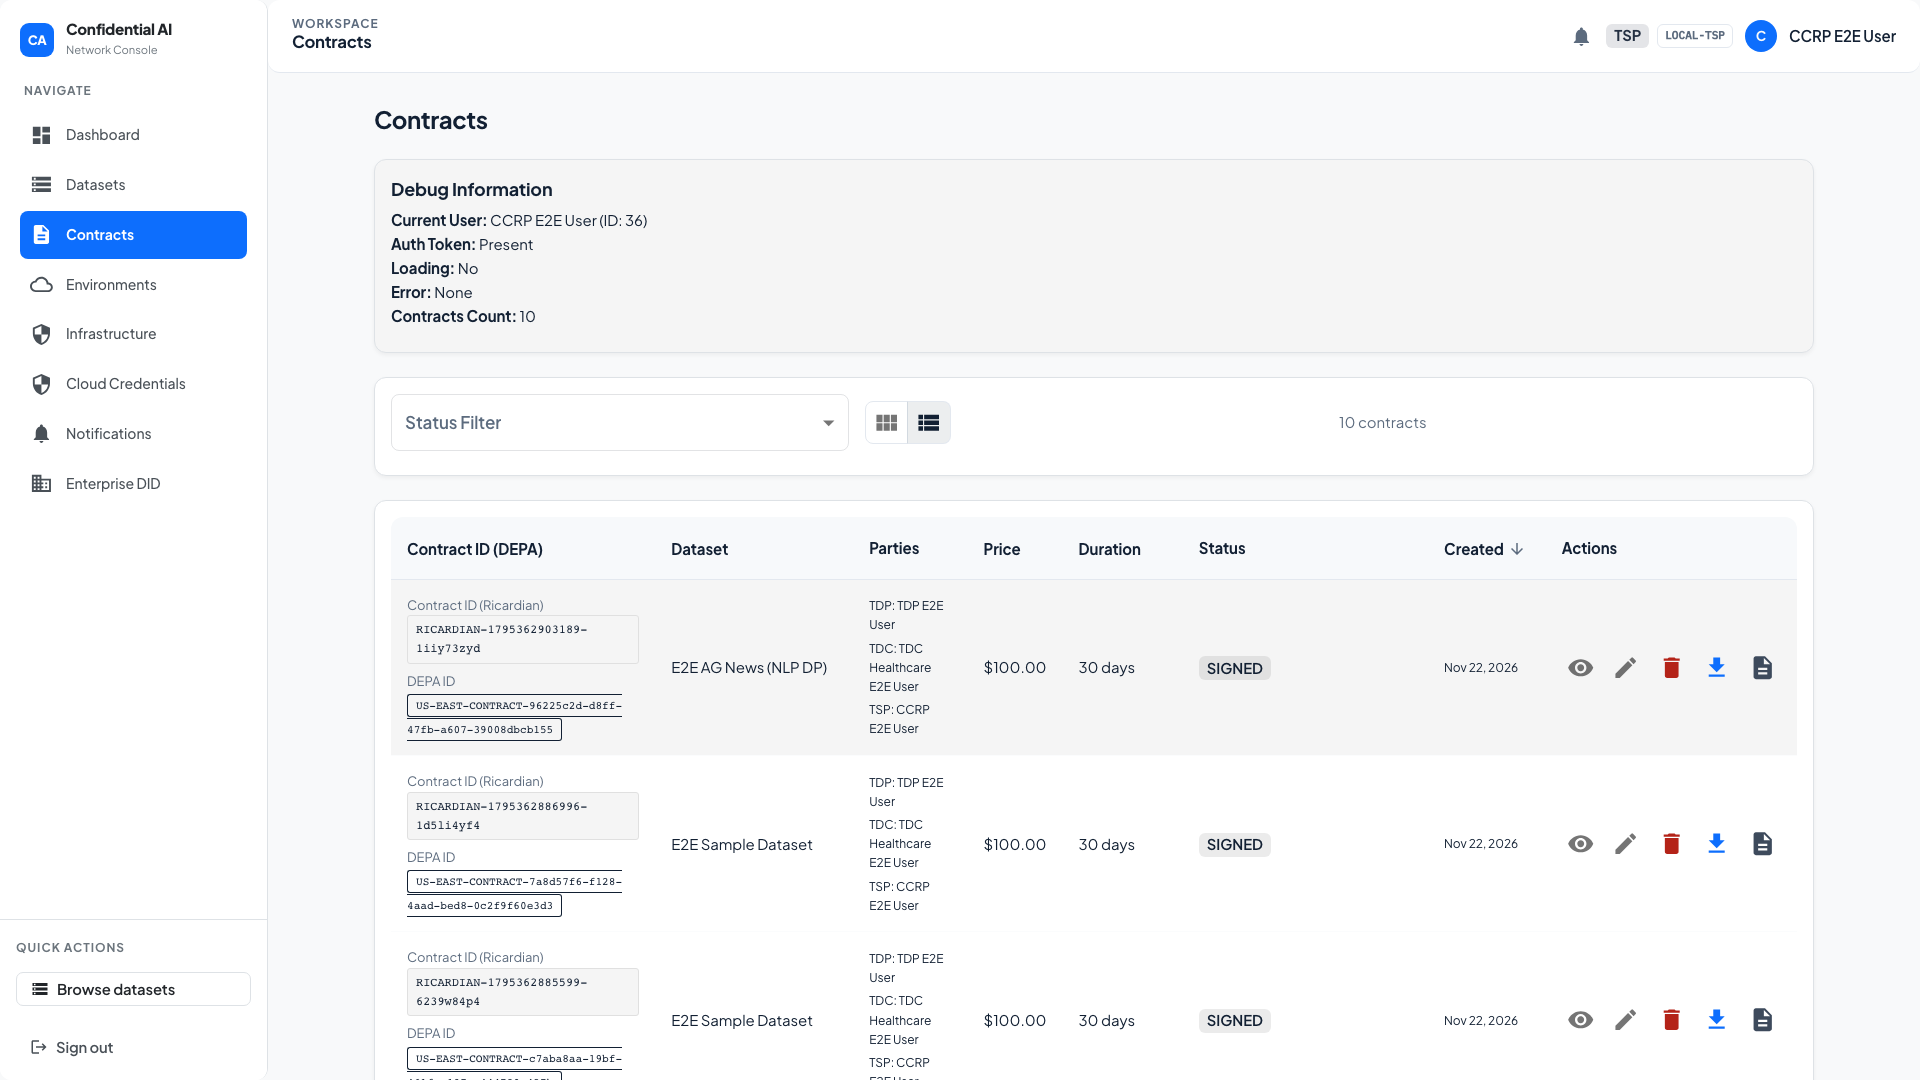 CA
Confidential AI
Network Console
NAVIGATE
Dashboard
Datasets
Contracts
Environments
Infrastructure
Cloud Credentials
Notifications
Enterprise DID
QUICK ACTIONS
Browse datasets
Sign out
WORKSPACE
Contracts
TSP
LOCAL-TSP
C
CCRP E2E User
Contracts
Debug Information
Current User: CCRP E2E User (ID: 36)
Auth Token: Present
Loading: No
Error: None
Contracts Count: 10
Status Filter
10 contracts
Contract ID (DEPA) Dataset Parties Price Duration Status Created Actions
Contract ID (Ricardian)
RICARDIAN-1795362903189-
1iiy73zyd
DEPA ID
US-EAST-CONTRACT-96225c2d-d8ff-
47fb-a607-39008dbcb155
E2E AG News (NLP DP)
TDP: TDP E2E
User
TDC: TDC
Healthcare
E2E User
TSP: CCRP
E2E User
$100.00
30 days
SIGNED
Nov 22, 2026
Contract ID (Ricardian)
RICARDIAN-1795362886996-
1d51i4yf4
DEPA ID
US-EAST-CONTRACT-7a8d57f6-f128-
4aad-bed8-0c2f9f60e3d3
E2E Sample Dataset
TDP: TDP E2E
User
TDC: TDC
Healthcare
E2E User
TSP: CCRP
E2E User
$100.00
30 days
SIGNED
Nov 22, 2026
Contract ID (Ricardian)
RICARDIAN-1795362885599-
6239w84p4
DEPA ID
US-EAST-CONTRACT-c7aba8aa-19bf-
E2E Sample Dataset
TDP: TDP E2E
User
TDC: TDC
Healthcare
E2E User
TSP: CCRP
E2E User
$100.00
30 days
SIGNED
Nov 22, 2026